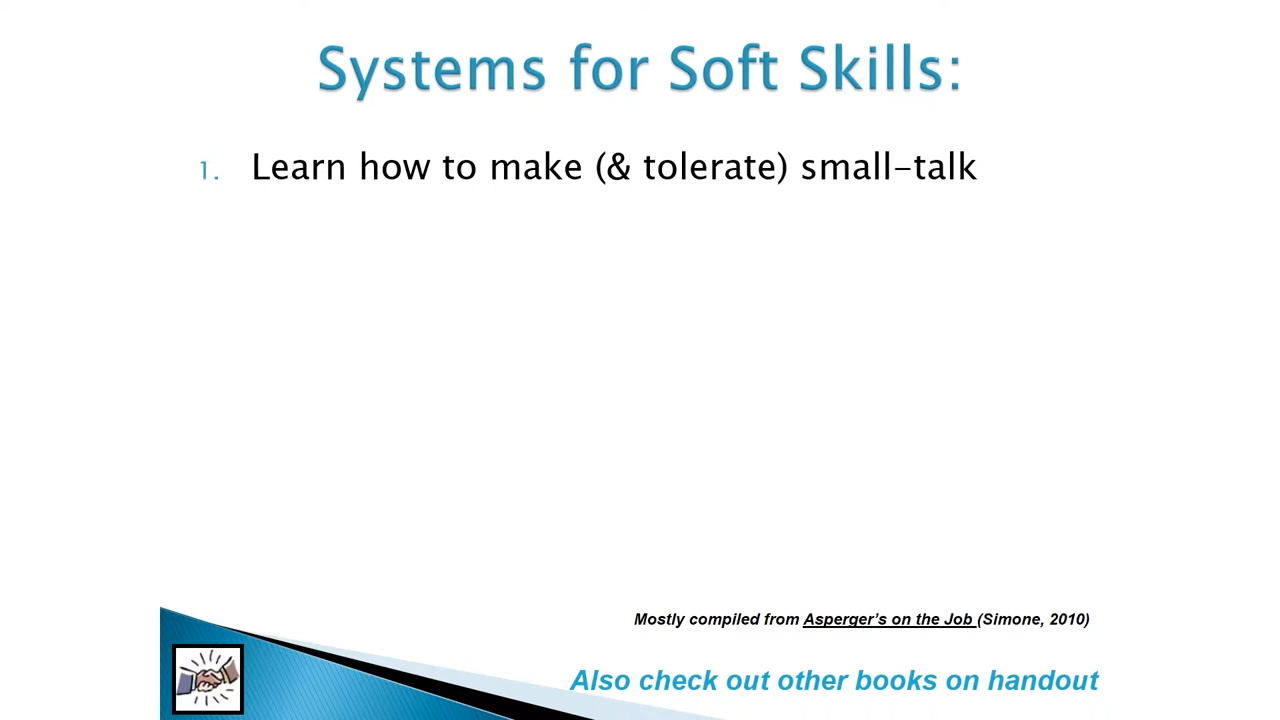 Systems for Soft Skills:
1. Learn how to make (& tolerate) small-talk
Mostly compiled from Asperger's on the Job (Simone, 2010)
Also check out other books on handout